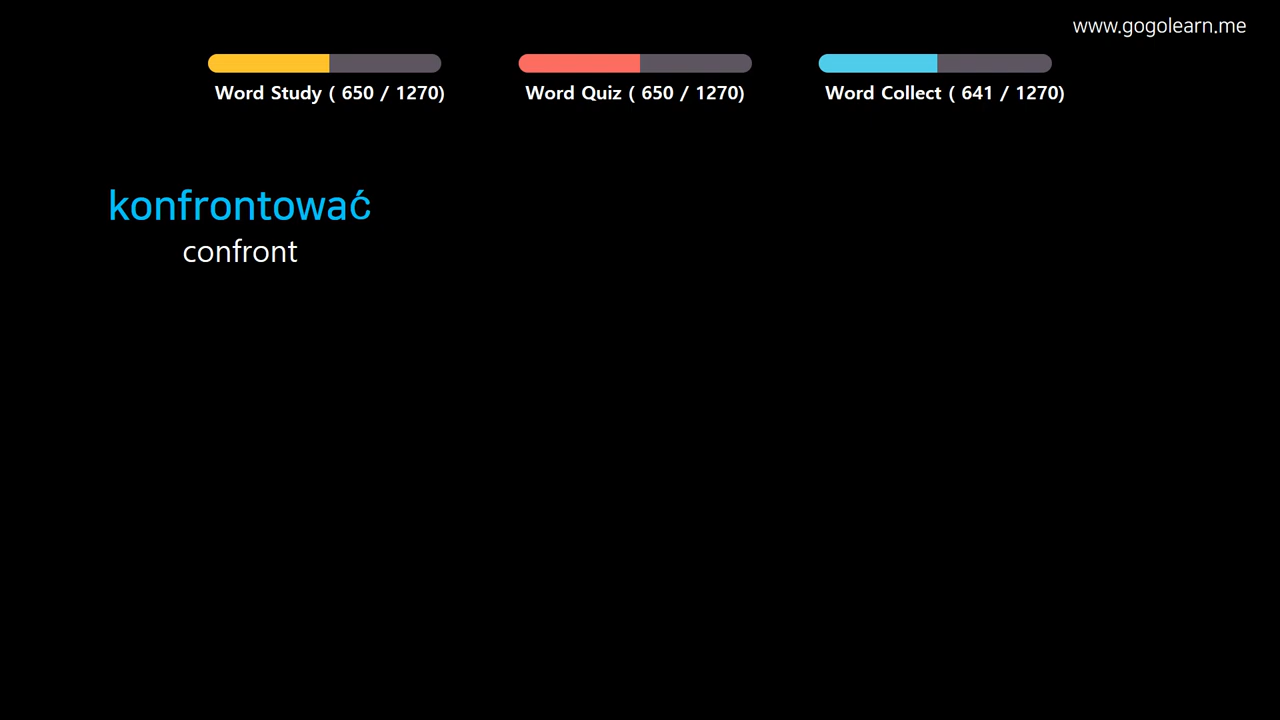 www.gogolearn.me
Word Study ( 650 / 1270)
Word Quiz ( 650 / 1270)
Word Collect ( 641 / 1270)
konfrontować
confront